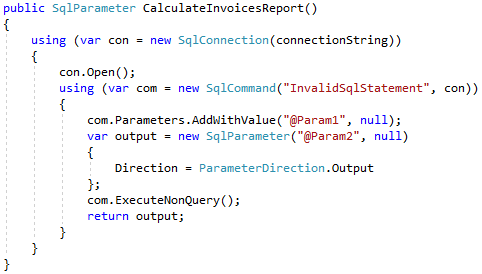 public SqlParameter CalculateInvoicesReport()
{
    using (var con = new SqlConnection(connectionString))
    {
        con.Open();
        using (var com = new SqlCommand("InvalidSqlStatement", con))
        {
            com.Parameters.AddWithValue("@Param1", null);
            var output = new SqlParameter("@Param2", null)
            {
                Direction = ParameterDirection.Output
            };
            com.ExecuteNonQuery();
            return output;
        }
    }
}